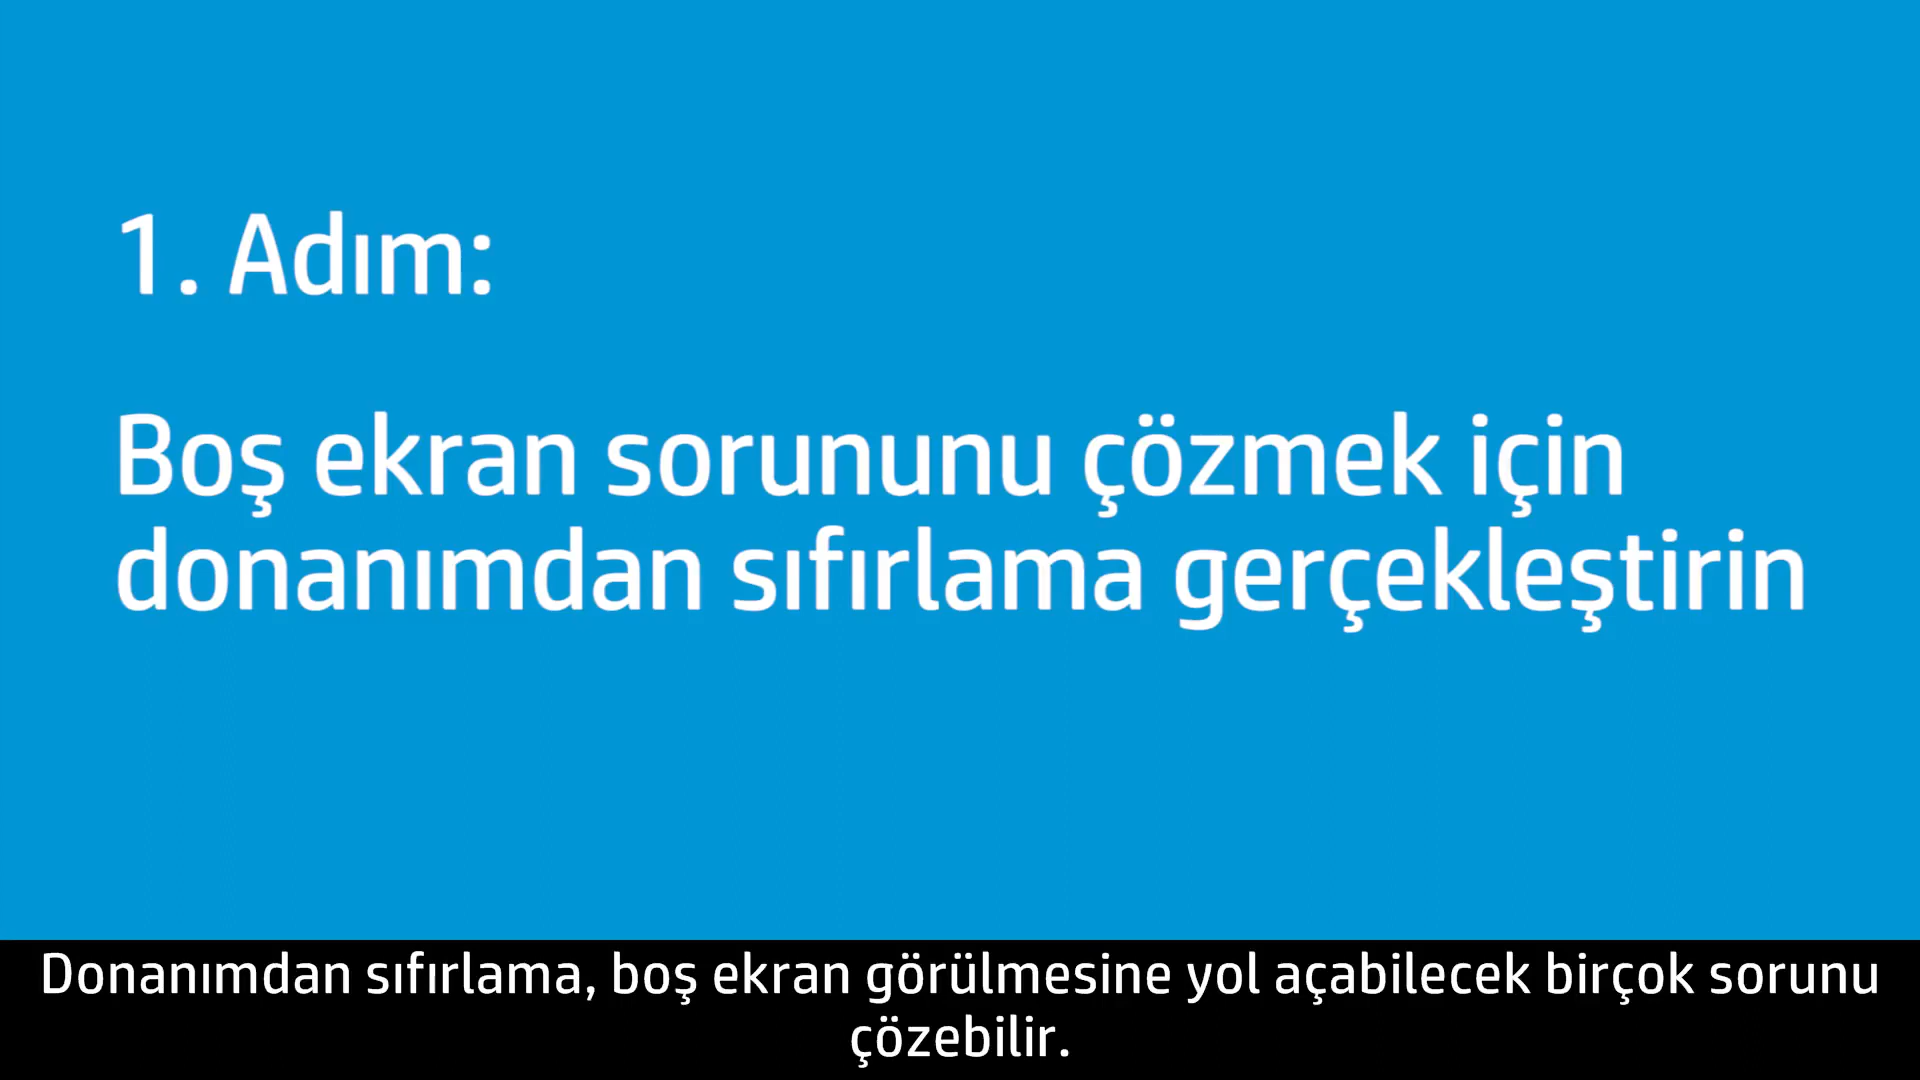 1. Adım:
Boş ekran sorununu çözmek için
donanımdan sıfırlama gerçekleştirin
Donanımdan sıfırlama, boş ekran görülmesine yol açabilecek birçok sorunu
çözebilir.